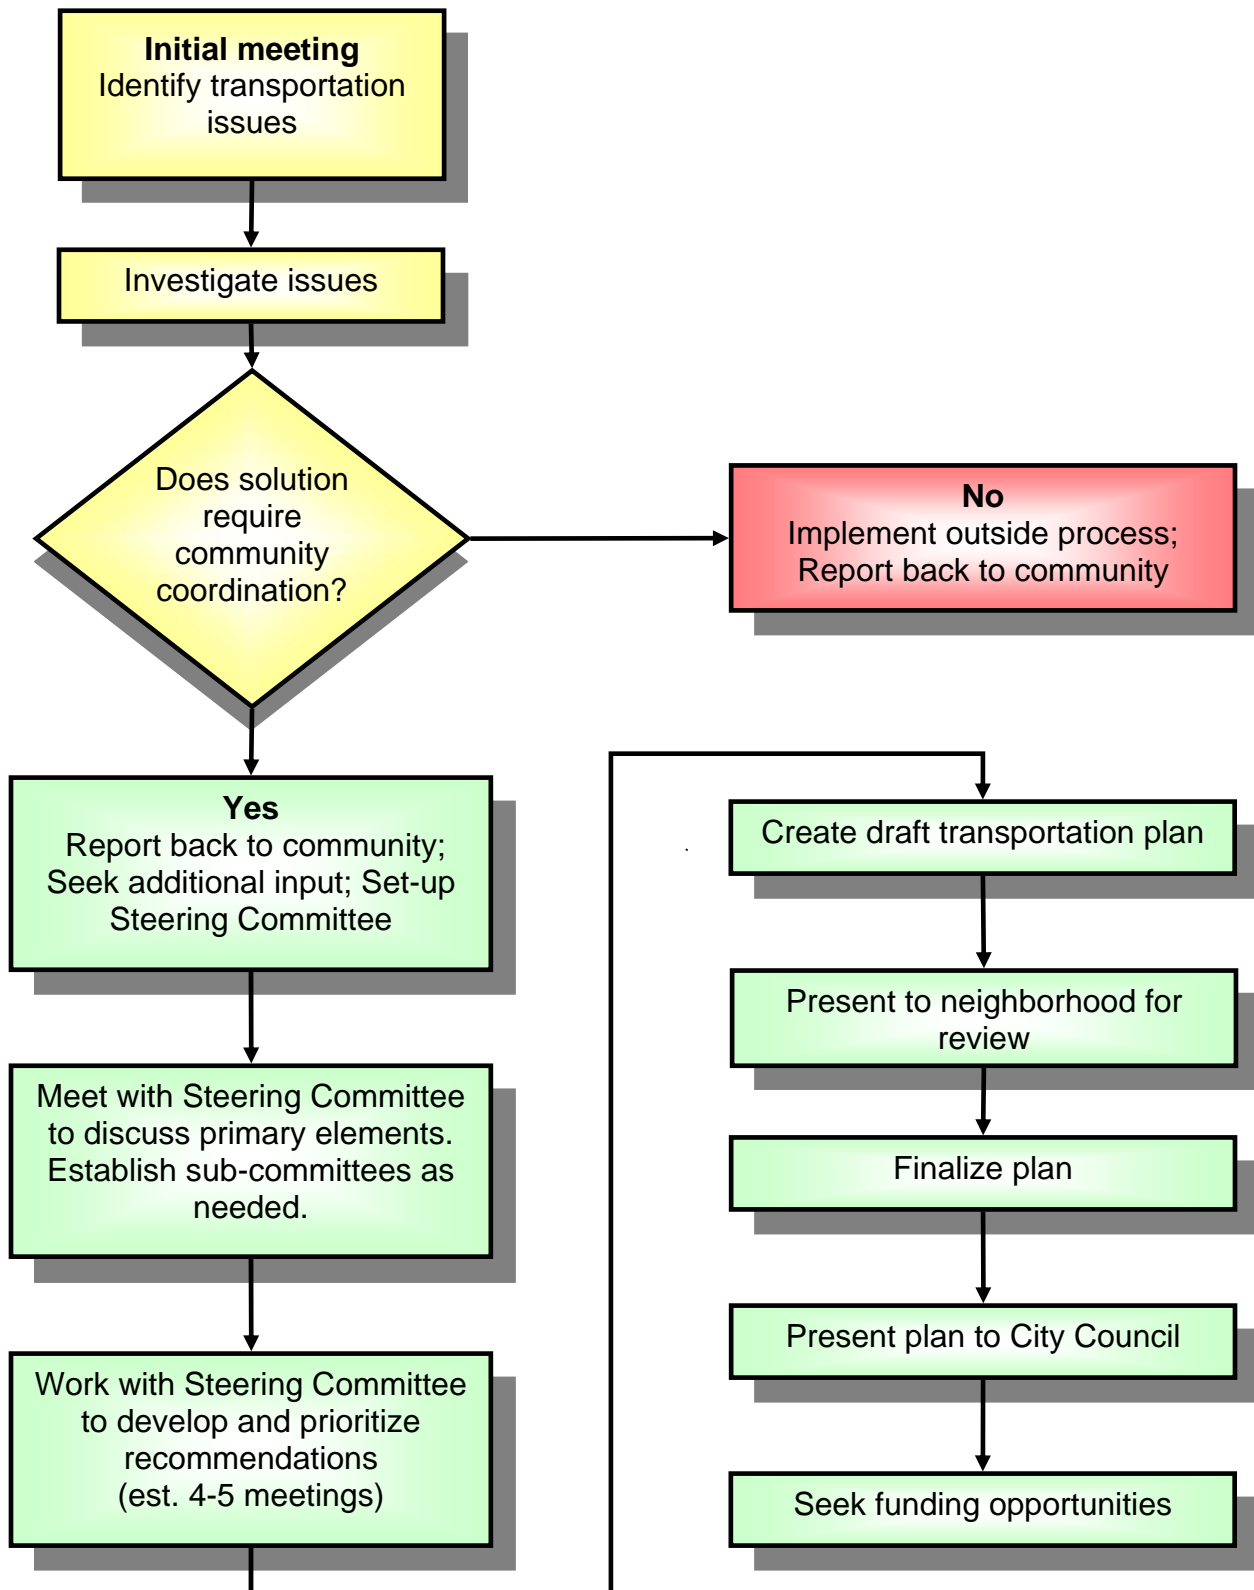 Initial meeting
Identify transportation
issues
Investigate issues
Does solution
require
community
coordination?
No
Implement outside process;
Report back to community
Yes
Report back to community;
Seek additional input; Set-up
Steering Committee
Meet with Steering Committee
to discuss primary elements.
Establish sub-committees as
needed.
Work with Steering Committee
to develop and prioritize
recommendations
(est. 4-5 meetings)
Create draft transportation plan
Present to neighborhood for
review
Finalize plan
Present plan to City Council
Seek funding opportunities